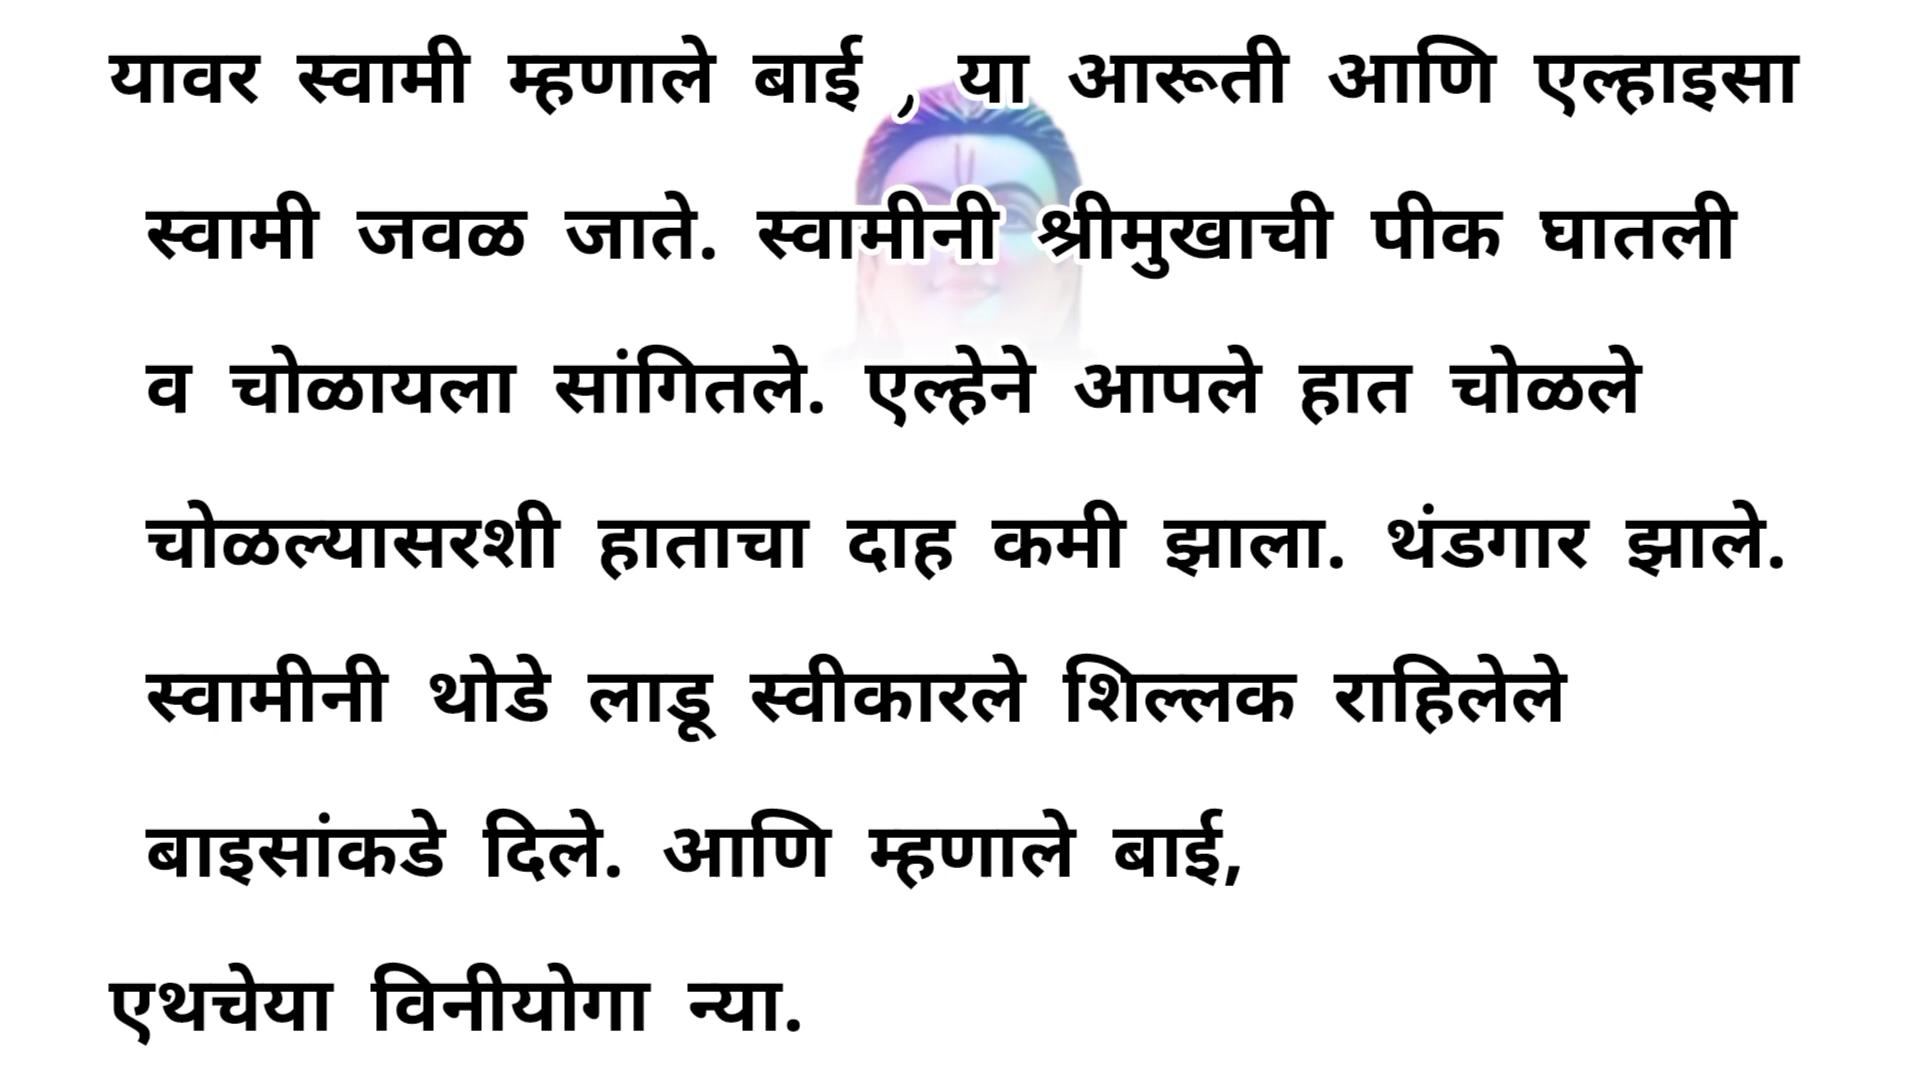 यावर स्वामी म्हणाले बाई , या आरूती आणि एल्हाइसा
स्वामी जवळ जाते. स्वामीनी श्रीमुखाची पीक घातली
व चोळायला सांगितले. एल्हेने आपले हात चोळले
चोळल्यासरशी हाताचा दाह कमी झाला. थंडगार झाले.
स्वामीनी थोडे लाडू स्वीकारले शिल्लक राहिलेले
बाइसांकडे दिले. आणि म्हणाले बाई,
एथचेया विनीयोगा न्या.